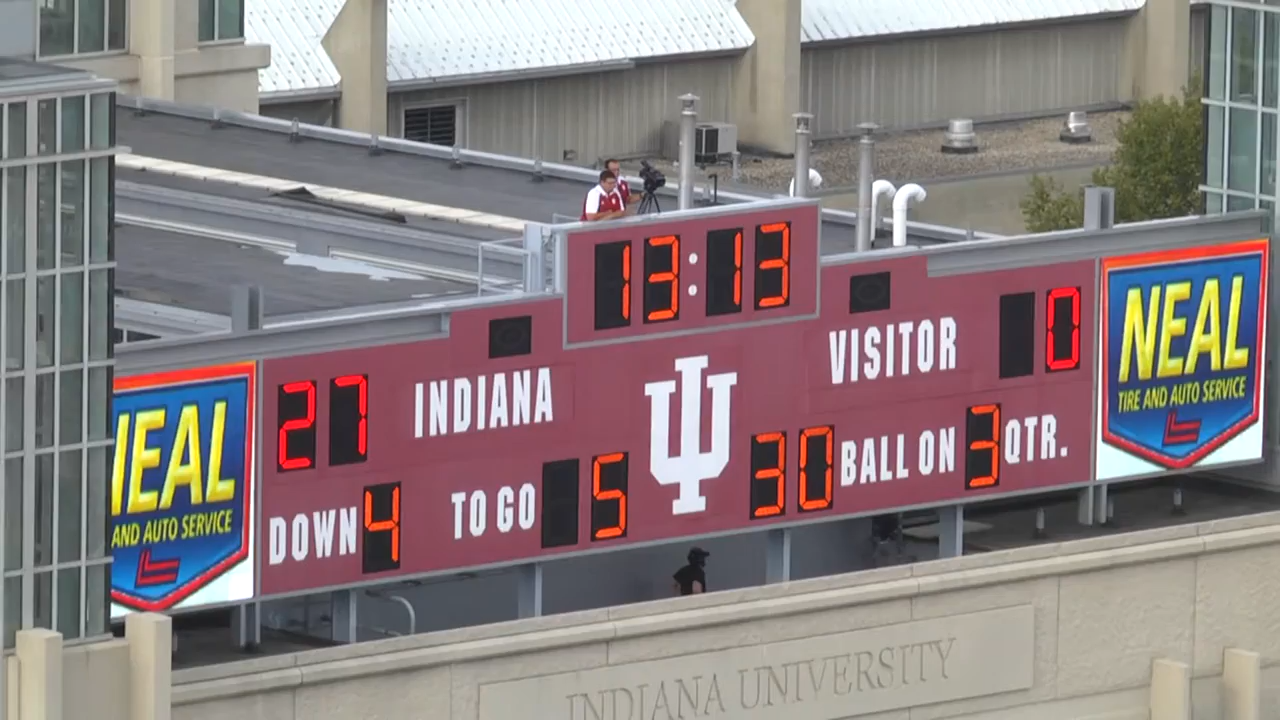 13:13
27 INDIANA
VISITOR 0
DOWN 4 TO GO 5
30 BALL ON 3 QTR.
NEAL
AND AUTO SERVICE
NEAL
TIRE AND AUTO SERVICE
IU
INDIANA UNIVERSITY